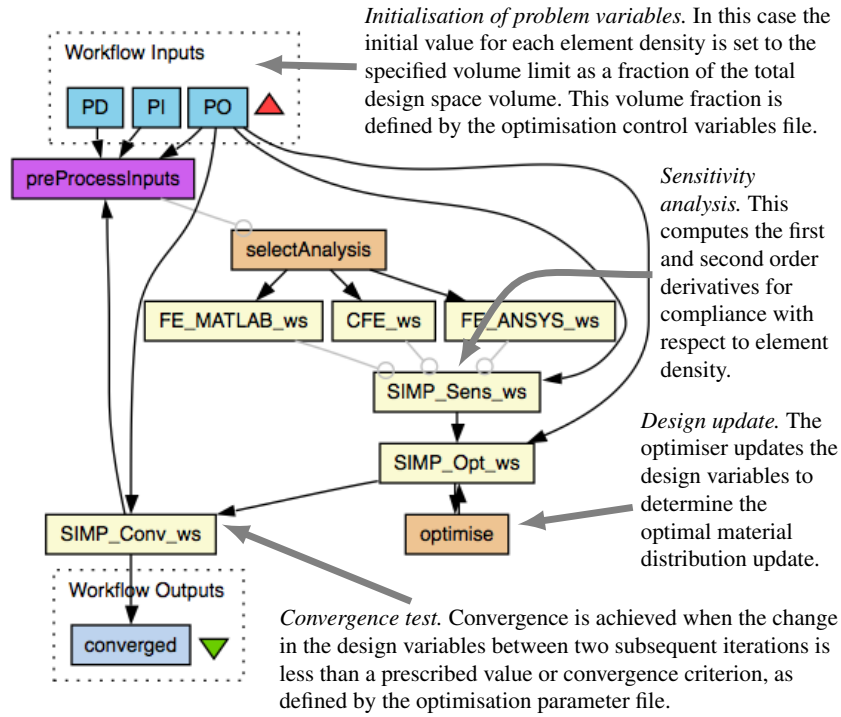 Initialisation of problem variables. In this case the
initial value for each element density is set to the
specified volume limit as a fraction of the total
design space volume. This volume fraction is
defined by the optimisation control variables file.
Workflow Inputs
PD
PI
PO
preProcessInputs
Sensitivity
analysis. This
computes the first
and second order
derivatives for
compliance with
respect to element
density.
selectAnalysis
FE_MATLAB_ws
CFE_ws
FE_ANSYS_ws
SIMP_Sens_ws
Design update. The
optimiser updates the
design variables to
determine the
optimal material
distribution update.
SIMP_Opt_ws
SIMP_Conv_ws
optimise
Workflow Outputs
converged
Convergence test. Convergence is achieved when the change
in the design variables between two subsequent iterations is
less than a prescribed value or convergence criterion, as
defined by the optimisation parameter file.